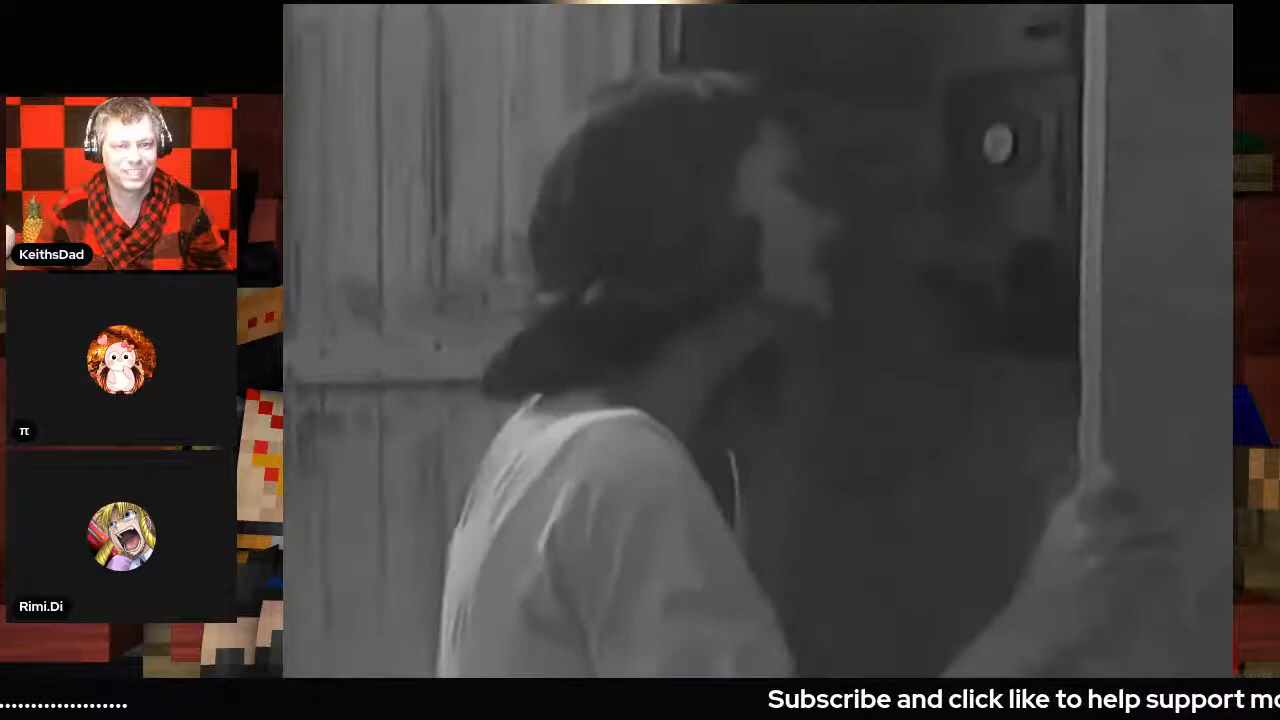 KeithsDad
π
Rimi.Di
.................... Subscribe and click like to help support mo